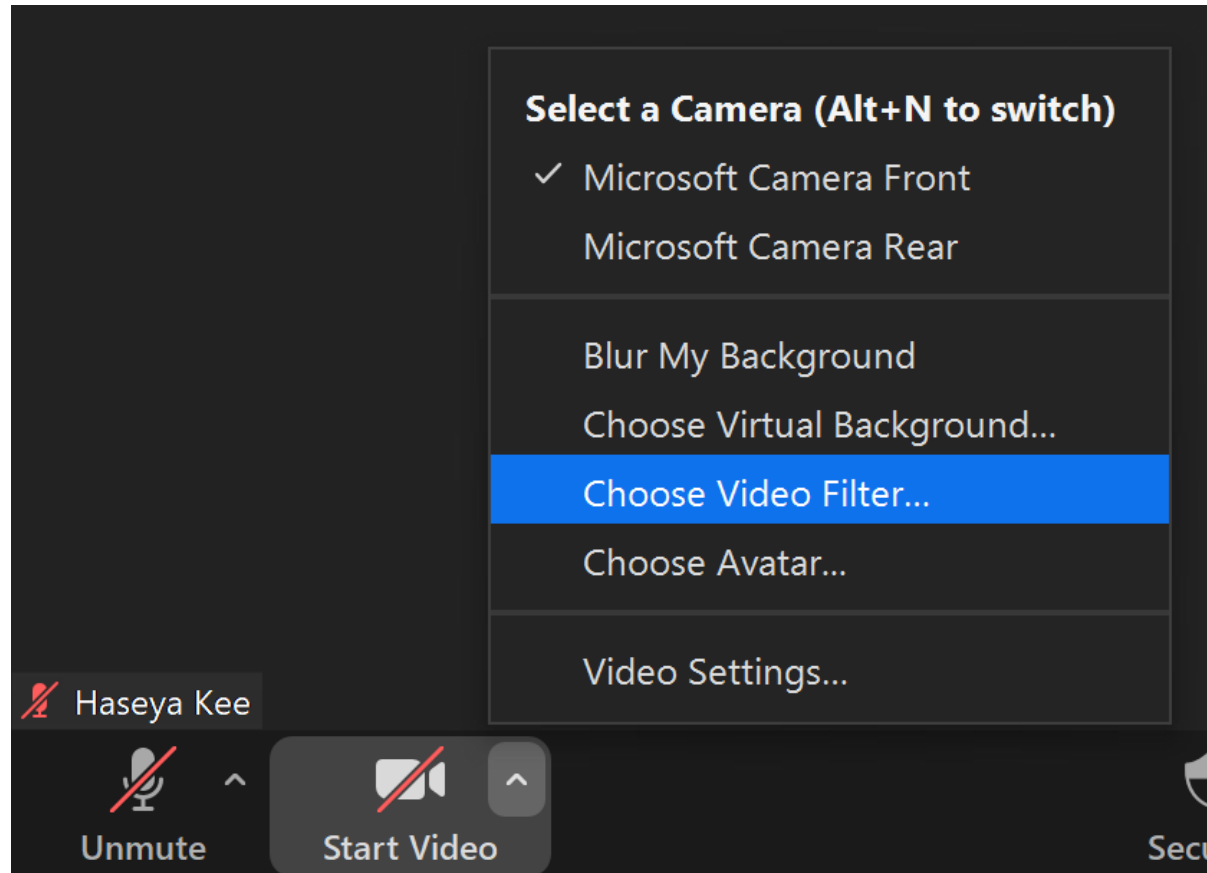 Select a Camera (Alt+N to switch)
Microsoft Camera Front
Microsoft Camera Rear
Blur My Background
Choose Virtual Background...
Choose Video Filter...
Choose Avatar...
Video Settings...
Haseya Kee
Unmute
Start Video